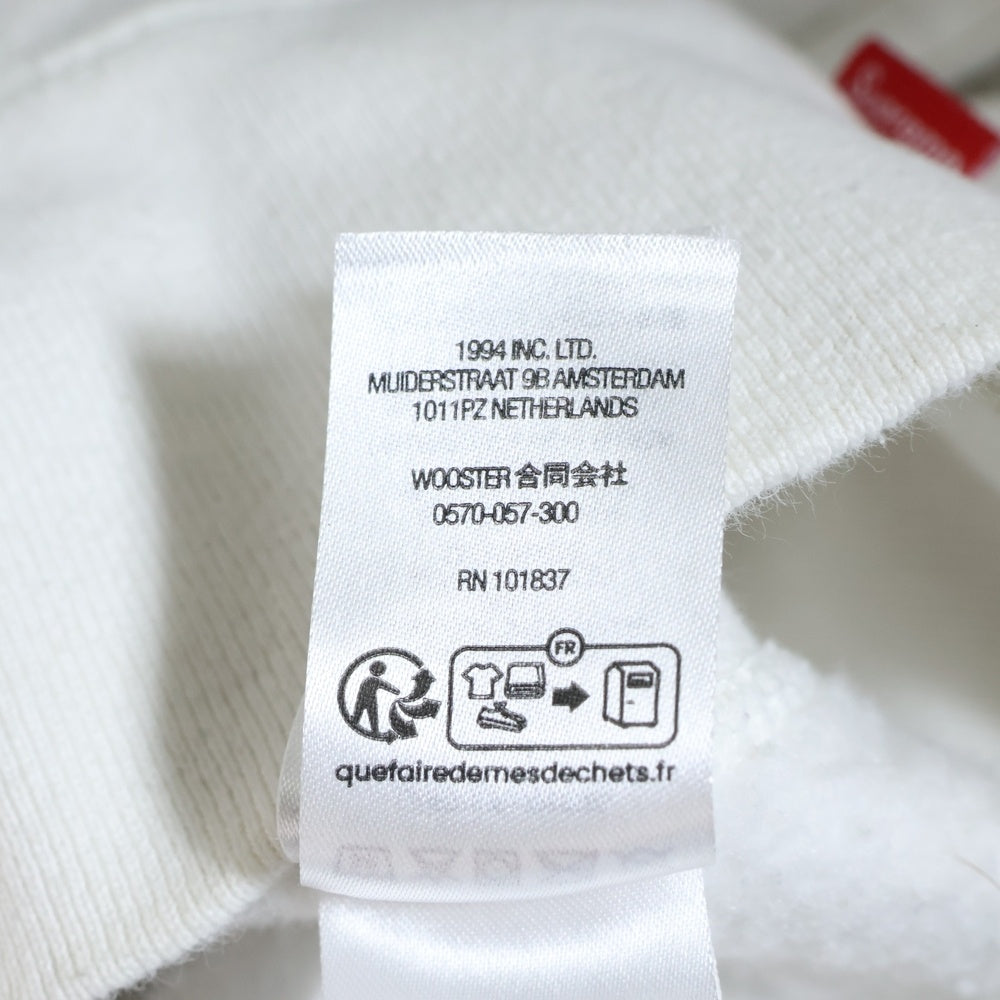 Supreme
1994 INC. LTD.
MUIDERSTRAAT 9B AMSTERDAM
1011PZ NETHERLANDS
WOOSTER 合同会社
0570-057-300
RN 101837
FR
quefairedemesdechets.fr